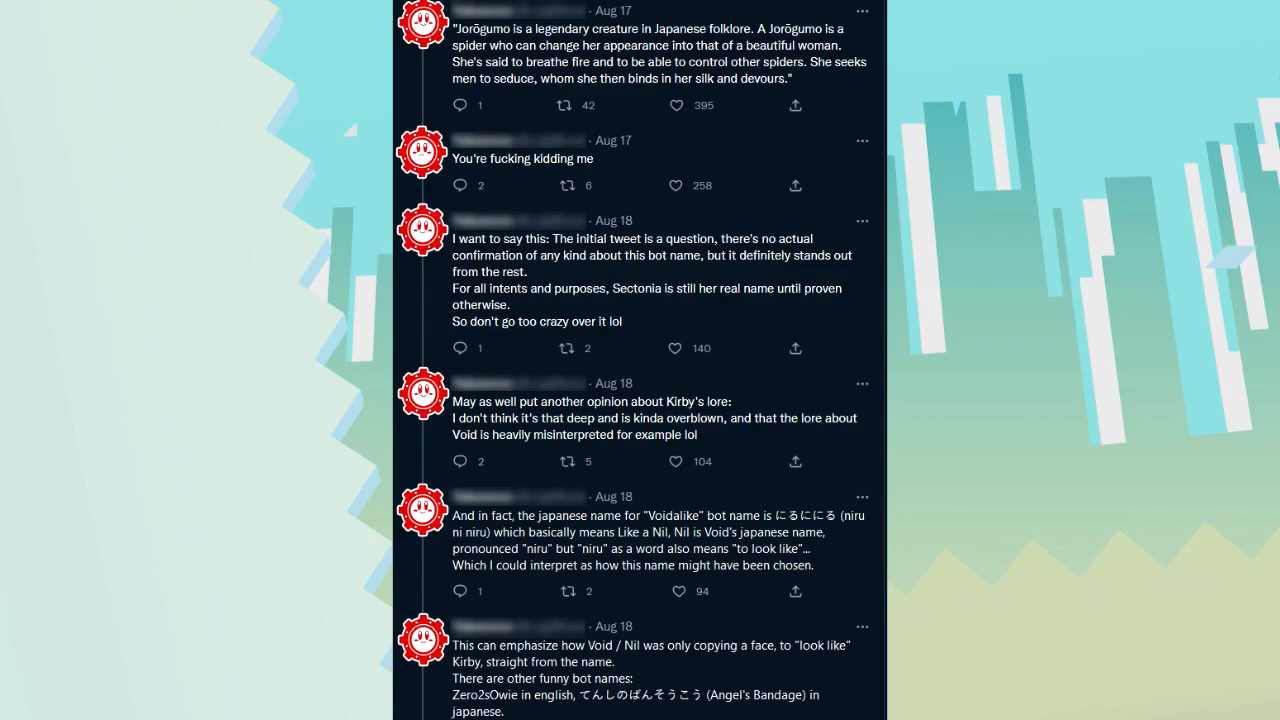 · Aug 17
"Jorōgumo is a legendary creature in Japanese folklore. A Jorōgumo is a
spider who can change her appearance into that of a beautiful woman.
She's said to breathe fire and to be able to control other spiders. She seeks
men to seduce, whom she then binds in her silk and devours."
1 42 395
· Aug 17
You're fucking kidding me
2 6 258
· Aug 18
I want to say this: The initial tweet is a question, there's no actual
confirmation of any kind about this bot name, but it definitely stands out
from the rest.
For all intents and purposes, Sectonia is still her real name until proven
otherwise.
So don't go too crazy over it lol
1 2 140
· Aug 18
May as well put another opinion about Kirby's lore:
I don't think it's that deep and is kinda overblown, and that the lore about
Void is heavily misinterpreted for example lol
2 5 104
· Aug 18
And in fact, the japanese name for "Voidalike" bot name is にるににる (niru
ni niru) which basically means Like a Nil, Nil is Void's japanese name,
pronounced "niru" but "niru" as a word also means "to look like"...
Which I could interpret as how this name might have been chosen.
1 2 94
· Aug 18
This can emphasize how Void / Nil was only copying a face, to "look like"
Kirby, straight from the name.
There are other funny bot names:
Zero2sOwie in english, てんしのばんそうこう (Angel's Bandage) in
japanese.